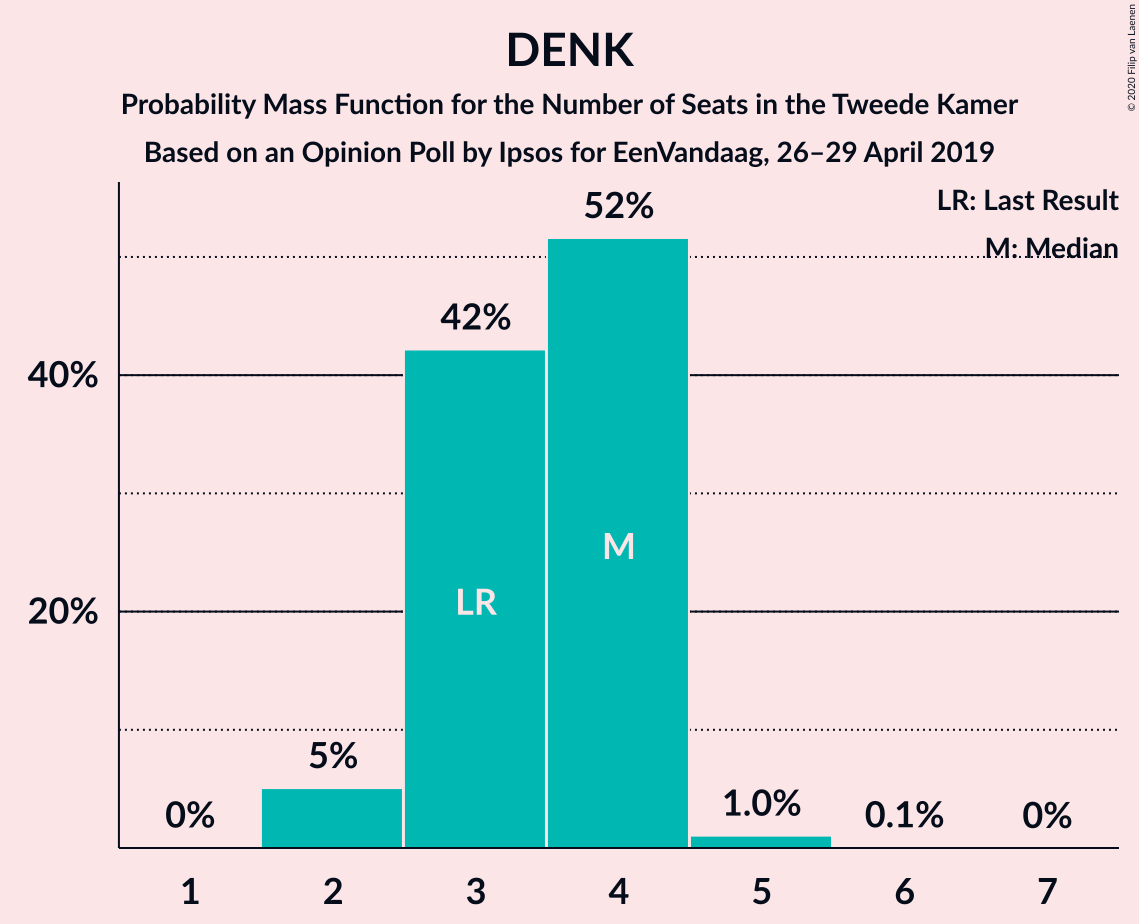 DENK
Probability Mass Function for the Number of Seats in the Tweede Kamer
Based on an Opinion Poll by Ipsos for EenVandaag, 26–29 April 2019
© 2020 Filip van Laenen
LR: Last Result
M: Median
52%
42%
40%
M
LR
20%
5%
1.0%
0%
0.1%
0%
1 2 3 4 5 6 7